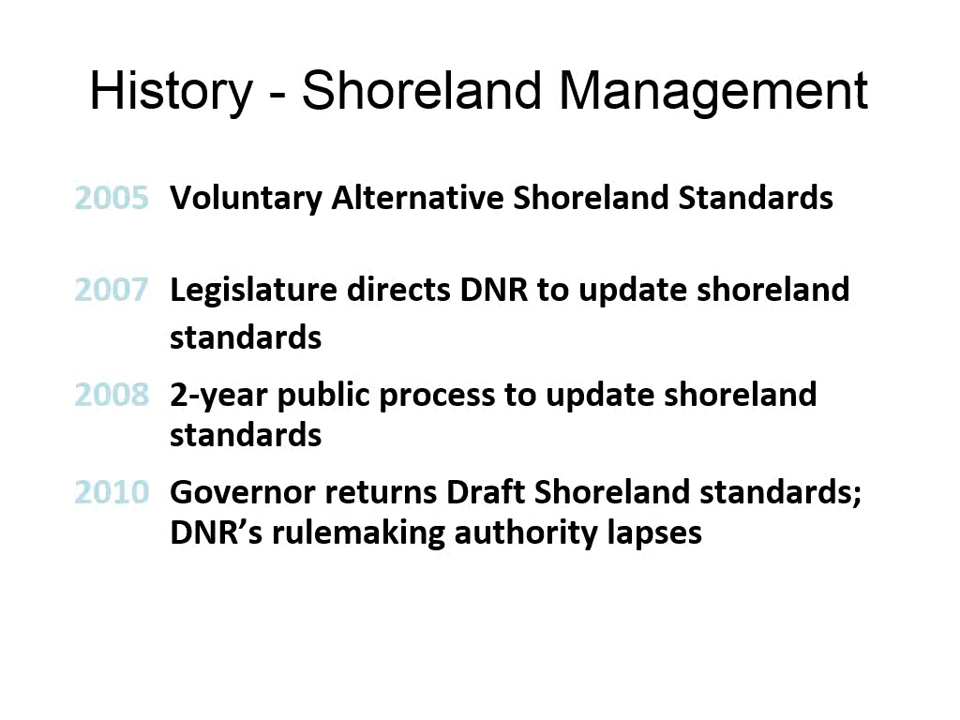 History - Shoreland Management
2005 Voluntary Alternative Shoreland Standards
2007 Legislature directs DNR to update shoreland
standards
2008 2-year public process to update shoreland
standards
2010 Governor returns Draft Shoreland standards;
DNR’s rulemaking authority lapses